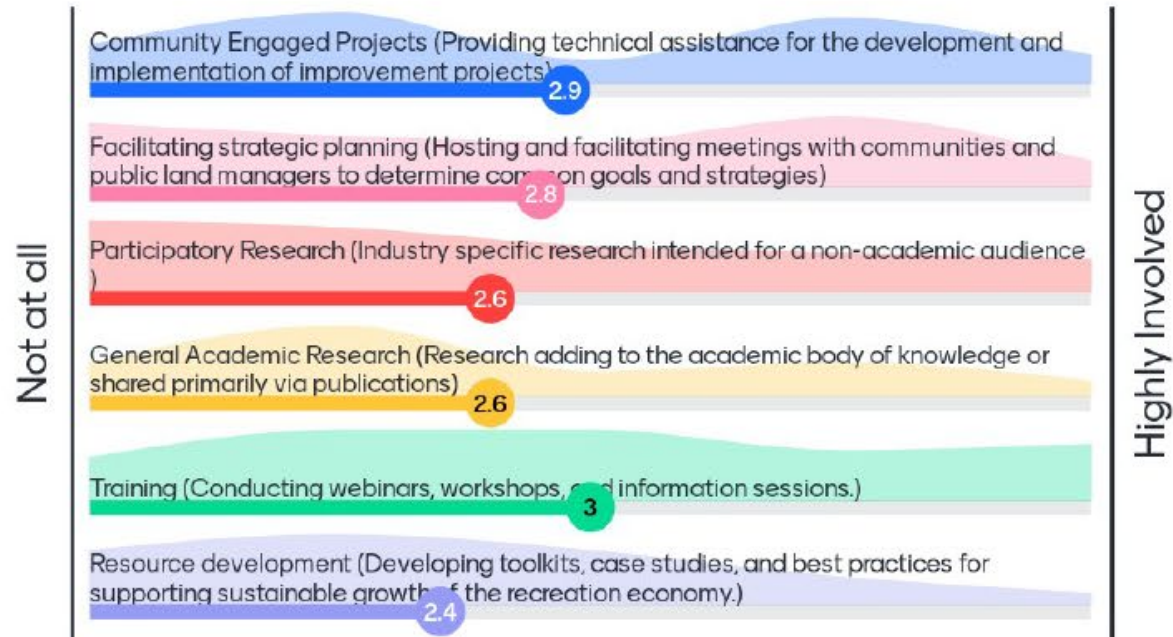 Not at all
Community Engaged Projects (Providing technical assistance for the development and
implementation of improvement projects)
2.9
Facilitating strategic planning (Hosting and facilitating meetings with communities and
public land managers to determine common goals and strategies)
2.8
Participatory Research (Industry specific research intended for a non-academic audience
)
2.6
General Academic Research (Research adding to the academic body of knowledge or
shared primarily via publications)
2.6
Training (Conducting webinars, workshops, and information sessions.)
3
Resource development (Developing toolkits, case studies, and best practices for
supporting sustainable growth of the recreation economy.)
2.4
Highly Involved